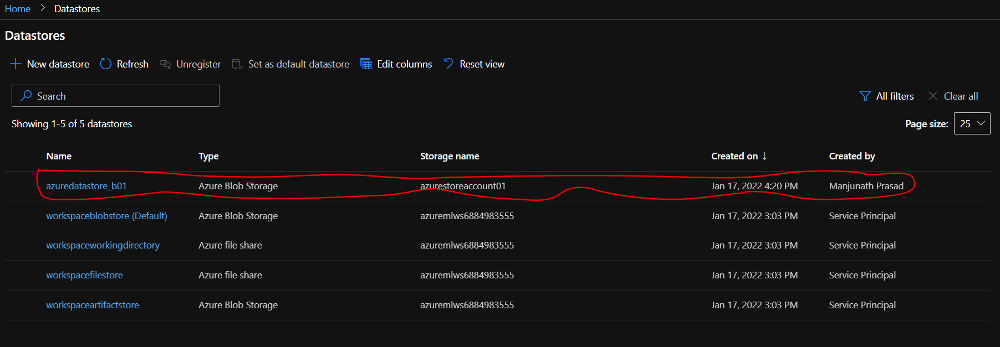 Home > Datastores
Datastores
New datastore Refresh Unregister Set as default datastore Edit columns Reset view
Search All filters Clear all
Showing 1-5 of 5 datastores Page size: 25
Name Type Storage name Created on ↓ Created by
azuredatastore_b01 Azure Blob Storage azurestoreaccount01 Jan 17, 2022 4:20 PM Manjunath Prasad
workspaceblobstore (Default) Azure Blob Storage azuremlws6884983555 Jan 17, 2022 3:03 PM Service Principal
workspaceworkingdirectory Azure file share azuremlws6884983555 Jan 17, 2022 3:03 PM Service Principal
workspacefilestore Azure file share azuremlws6884983555 Jan 17, 2022 3:03 PM Service Principal
workspaceartifactstore Azure Blob Storage azuremlws6884983555 Jan 17, 2022 3:03 PM Service Principal